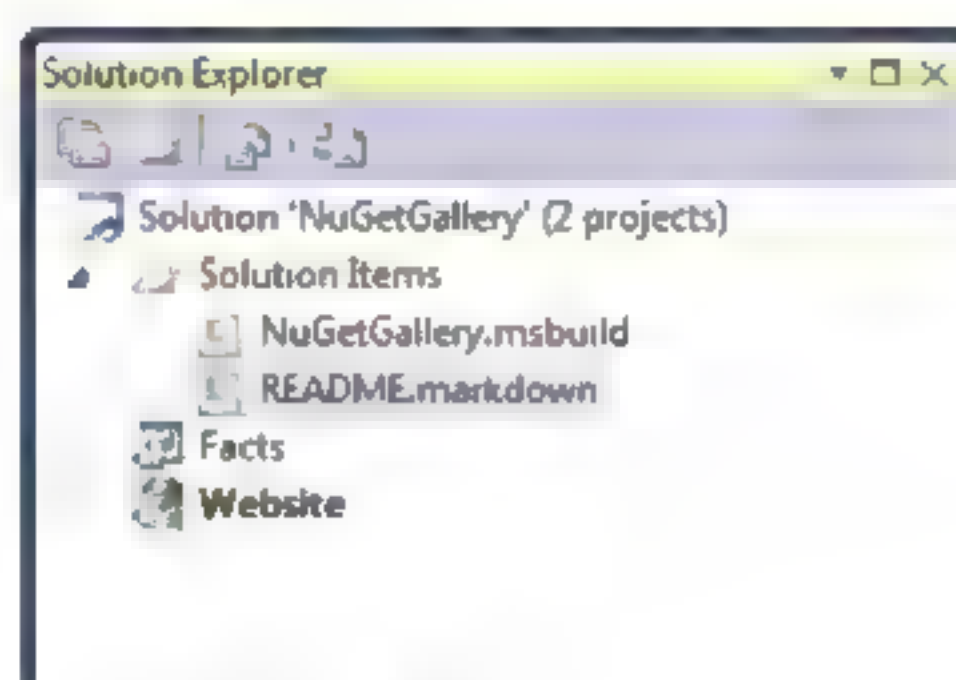 Solution Explorer
Solution 'NuGetGallery' (2 projects)
Solution Items
NuGetGallery.msbuild
README.markdown
Facts
Website